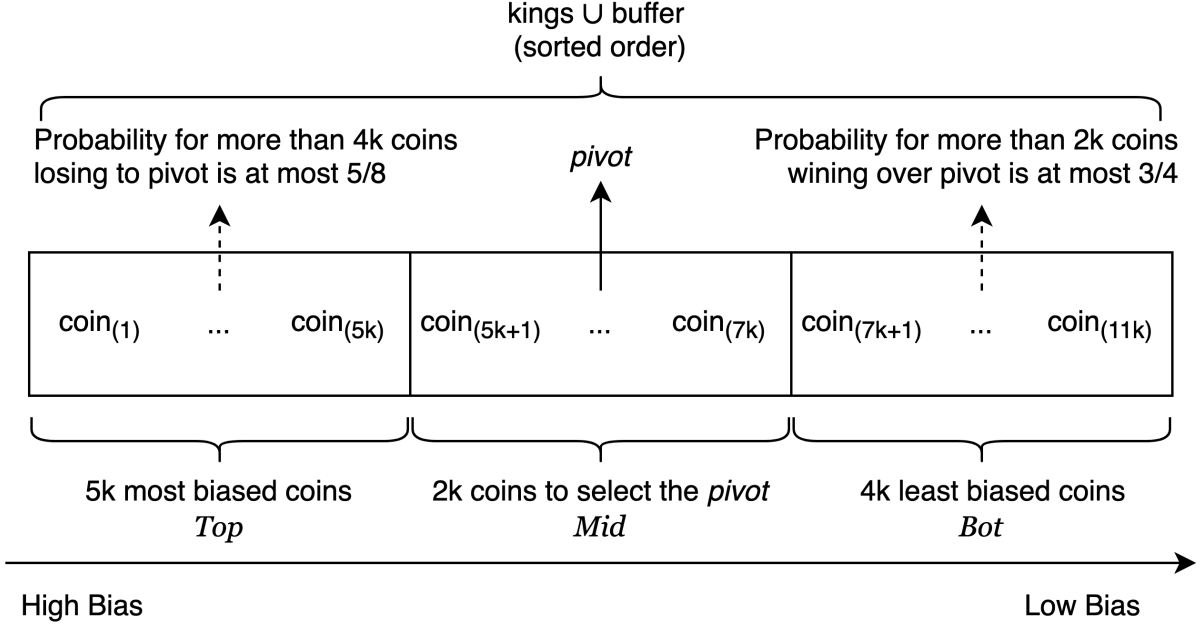 kings ∪ buffer
(sorted order)
Probability for more than 4k coins
losing to pivot is at most 5/8
pivot
Probability for more than 2k coins
wining over pivot is at most 3/4
coin(1) ... coin(5k) coin(5k+1) ... coin(7k) coin(7k+1) ... coin(11k)
5k most biased coins
Top
2k coins to select the pivot
Mid
4k least biased coins
Bot
High Bias
Low Bias